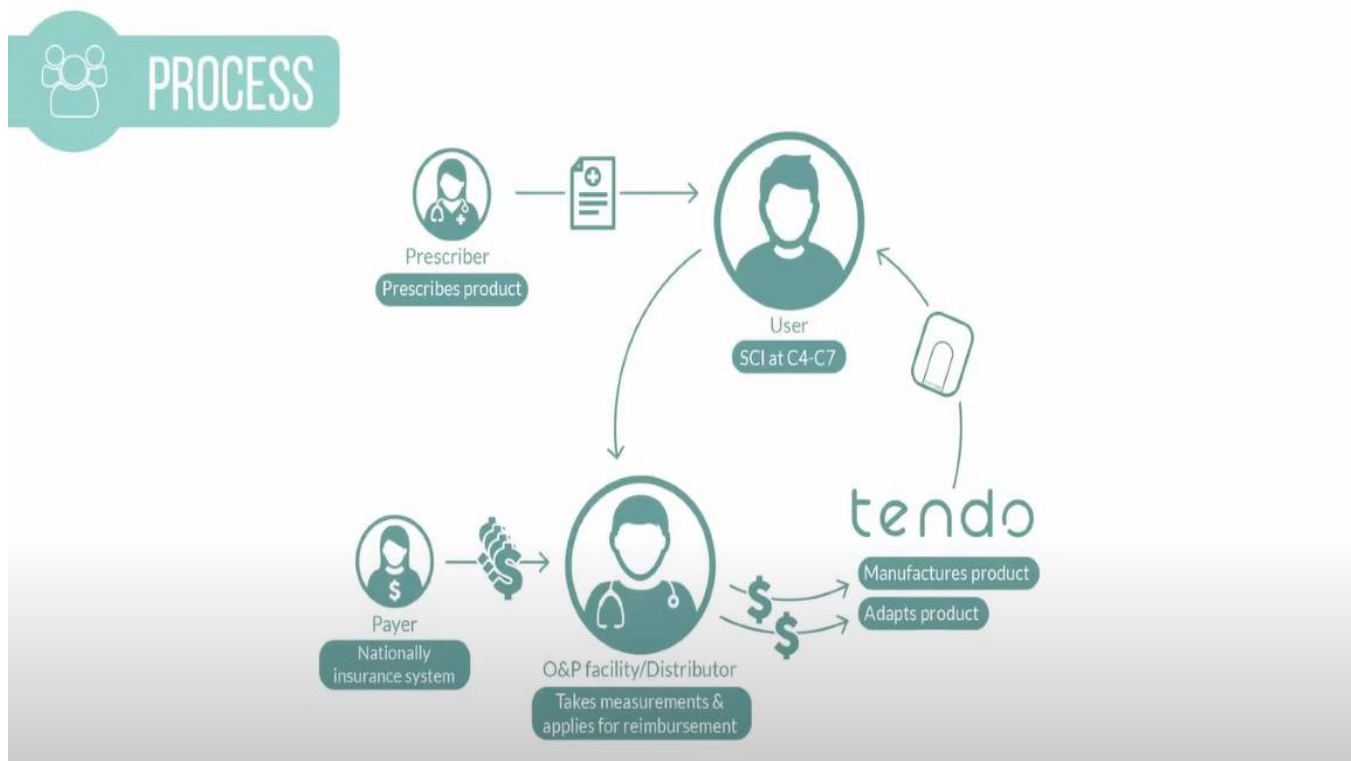 PROCESS
Prescriber
Prescribes product
User
SCI at C4-C7
tendo
Manufactures product
Adapts product
Payer
Nationally
insurance system
O&P facility/Distributor
Takes measurements &
applies for reimbursement